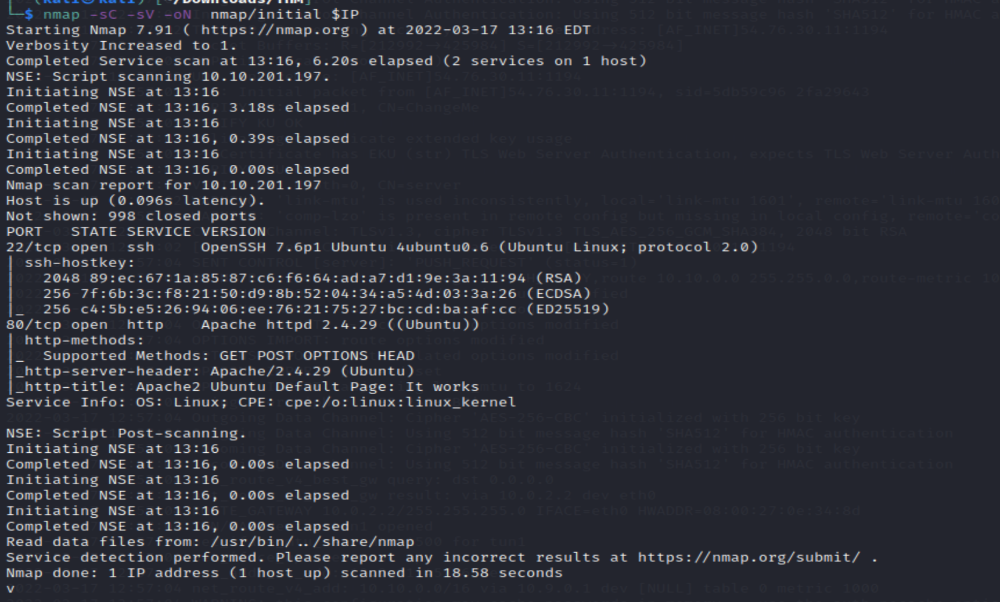 (kali㉿kali)-[~/Downloads/THM]
└─$ nmap -sC -sV -oN  nmap/initial $IP
Starting Nmap 7.91 ( https://nmap.org ) at 2022-03-17 13:16 EDT
Verbosity Increased to 1.
Completed Service scan at 13:16, 6.20s elapsed (2 services on 1 host)
NSE: Script scanning 10.10.201.197.
Initiating NSE at 13:16
Completed NSE at 13:16, 3.18s elapsed
Initiating NSE at 13:16
Completed NSE at 13:16, 0.39s elapsed
Initiating NSE at 13:16
Completed NSE at 13:16, 0.00s elapsed
Nmap scan report for 10.10.201.197
Host is up (0.096s latency).
Not shown: 998 closed ports
PORT   STATE SERVICE VERSION
22/tcp open  ssh     OpenSSH 7.6p1 Ubuntu 4ubuntu0.6 (Ubuntu Linux; protocol 2.0)
| ssh-hostkey:
|   2048 89:ec:67:1a:85:87:c6:f6:64:ad:a7:d1:9e:3a:11:94 (RSA)
|   256 7f:6b:3c:f8:21:50:d9:8b:52:04:34:a5:4d:03:3a:26 (ECDSA)
|_  256 c4:5b:e5:26:94:06:ee:76:21:75:27:bc:cd:ba:af:cc (ED25519)
80/tcp open  http    Apache httpd 2.4.29 ((Ubuntu))
| http-methods:
|_  Supported Methods: GET POST OPTIONS HEAD
|_http-server-header: Apache/2.4.29 (Ubuntu)
|_http-title: Apache2 Ubuntu Default Page: It works
Service Info: OS: Linux; CPE: cpe:/o:linux:linux_kernel

NSE: Script Post-scanning.
Initiating NSE at 13:16
Completed NSE at 13:16, 0.00s elapsed
Initiating NSE at 13:16
Completed NSE at 13:16, 0.00s elapsed
Initiating NSE at 13:16
Completed NSE at 13:16, 0.00s elapsed
Read data files from: /usr/bin/../share/nmap
Service detection performed. Please report any incorrect results at https://nmap.org/submit/ .
Nmap done: 1 IP address (1 host up) scanned in 18.58 seconds
v